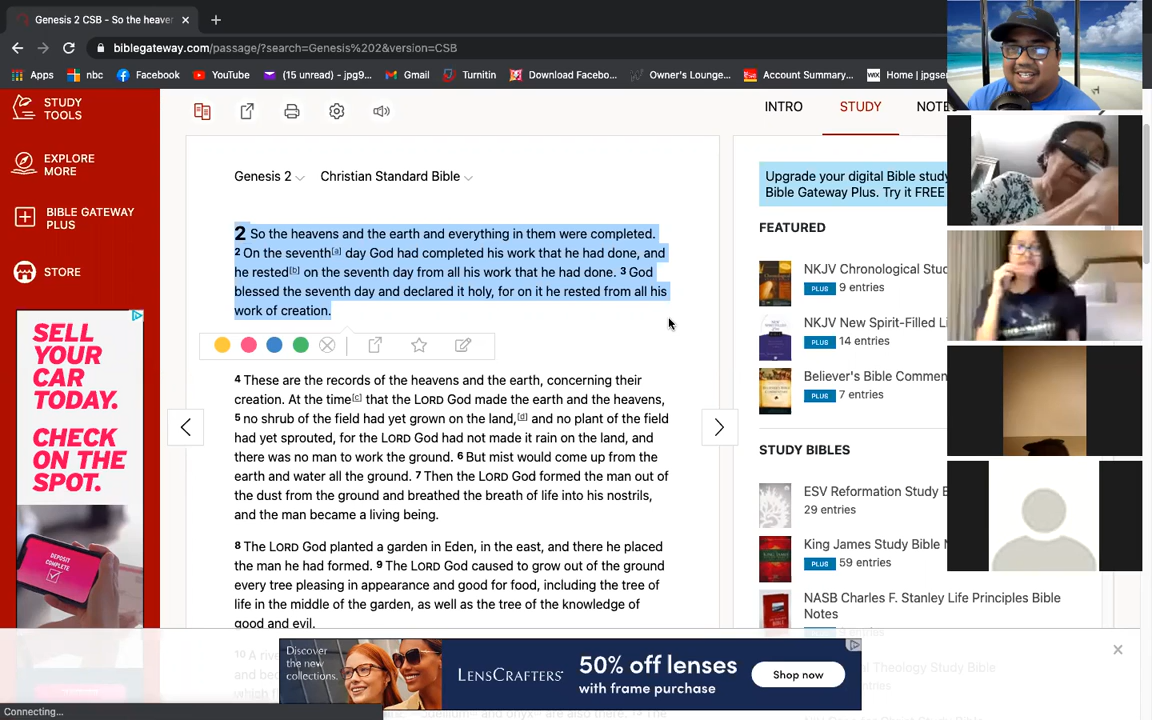 Genesis 2 CSB - So the heaver
biblegateway.com/passage/?search=Genesis%202&version=CSB
Apps
nbc
Facebook
YouTube
(15 unread) - jpg9...
Gmail
Turnitin
Download Facebo...
Owner's Lounge...
Account Summary...
WIX
Home | jpgser
STUDY
TOOLS
EXPLORE
MORE
BIBLE GATEWAY
PLUS
STORE
SELL
YOUR
CAR
TODAY.
CHECK
ON THE
SPOT.
DEPOSIT
COMPLETE
INTRO
STUDY
NOTE
Genesis 2
Christian Standard Bible
2 So the heavens and the earth and everything in them were completed.
2 On the seventh[a] day God had completed his work that he had done, and
he rested[b] on the seventh day from all his work that he had done. 3 God
blessed the seventh day and declared it holy, for on it he rested from all his
work of creation.
4 These are the records of the heavens and the earth, concerning their
creation. At the time[c] that the LORD God made the earth and the heavens,
5 no shrub of the field had yet grown on the land,[d] and no plant of the field
had yet sprouted, for the LORD God had not made it rain on the land, and
there was no man to work the ground. 6 But mist would come up from the
earth and water all the ground. 7 Then the LORD God formed the man out of
the dust from the ground and breathed the breath of life into his nostrils,
and the man became a living being.
8 The LORD God planted a garden in Eden, in the east, and there he placed
the man he had formed. 9 The LORD God caused to grow out of the ground
every tree pleasing in appearance and good for food, including the tree of
life in the middle of the garden, as well as the tree of the knowledge of
good and evil.
10 A rive
and bec
which f
Upgrade your digital Bible study
Bible Gateway Plus. Try it FREE
FEATURED
NKJV Chronological Stu
PLUS 9 entries
NKJV New Spirit-Filled Li
PLUS 14 entries
Believer's Bible Commen
PLUS 7 entries
STUDY BIBLES
ESV Reformation Study B
29 entries
King James Study Bible N
PLUS 59 entries
NASB Charles F. Stanley Life Principles Bible
Notes
al Theology Study Bible
entries
Discover
the new
collections.
LENSCRAFTERS
50% off lenses
with frame purchase
Shop now
Connecting...